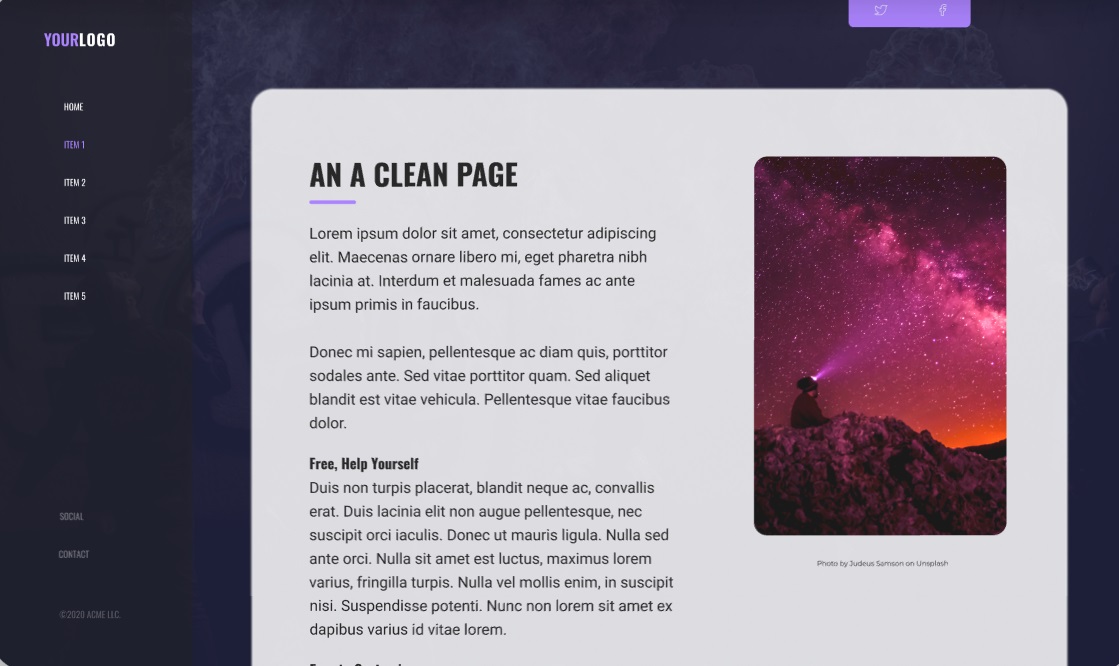 YOURLOGO
HOME
ITEM 1
ITEM 2
ITEM 3
ITEM 4
ITEM 5
SOCIAL
CONTACT
©2020 ACME LLC.
AN A CLEAN PAGE
Lorem ipsum dolor sit amet, consectetur adipiscing
elit. Maecenas ornare libero mi, eget pharetra nibh
lacinia at. Interdum et malesuada fames ac ante
ipsum primis in faucibus.
Donec mi sapien, pellentesque ac diam quis, porttitor
sodales ante. Sed vitae porttitor quam. Sed aliquet
blandit est vitae vehicula. Pellentesque vitae faucibus
dolor.
Free, Help Yourself
Duis non turpis placerat, blandit neque ac, convallis
erat. Duis lacinia elit non augue pellentesque, nec
suscipit orci iaculis. Donec ut mauris ligula. Nulla sed
ante orci. Nulla sit amet est luctus, maximus lorem
varius, fringilla turpis. Nulla vel mollis enim, in suscipit
nisi. Suspendisse potenti. Nunc non lorem sit amet ex
dapibus varius id vitae lorem.
Photo by Judeus Samson on Unsplash